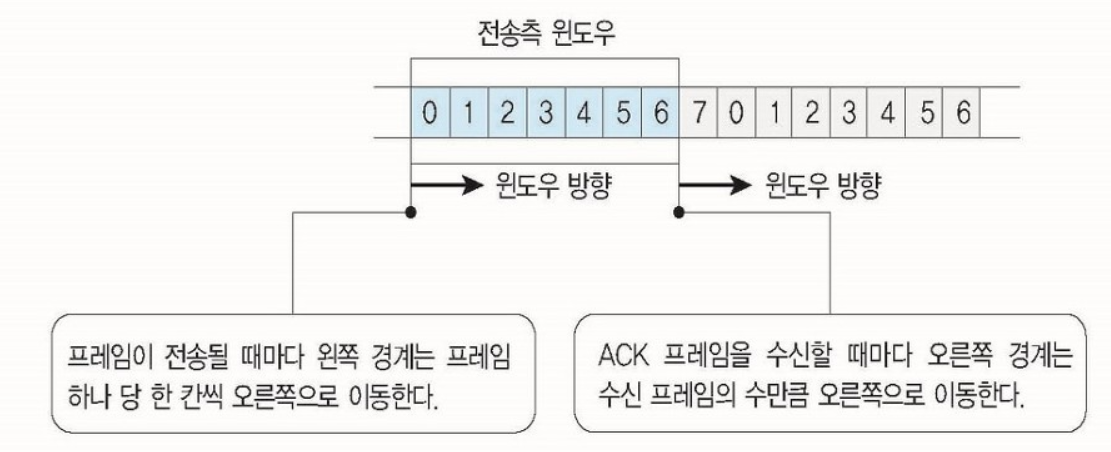 전송측 윈도우
0 1 2 3 4 5 6 7 0 1 2 3 4 5 6
윈도우 방향 윈도우 방향
프레임이 전송될 때마다 왼쪽 경계는 프레임
하나 당 한 칸씩 오른쪽으로 이동한다.
ACK 프레임을 수신할 때마다 오른쪽 경계는
수신 프레임의 수만큼 오른쪽으로 이동한다.